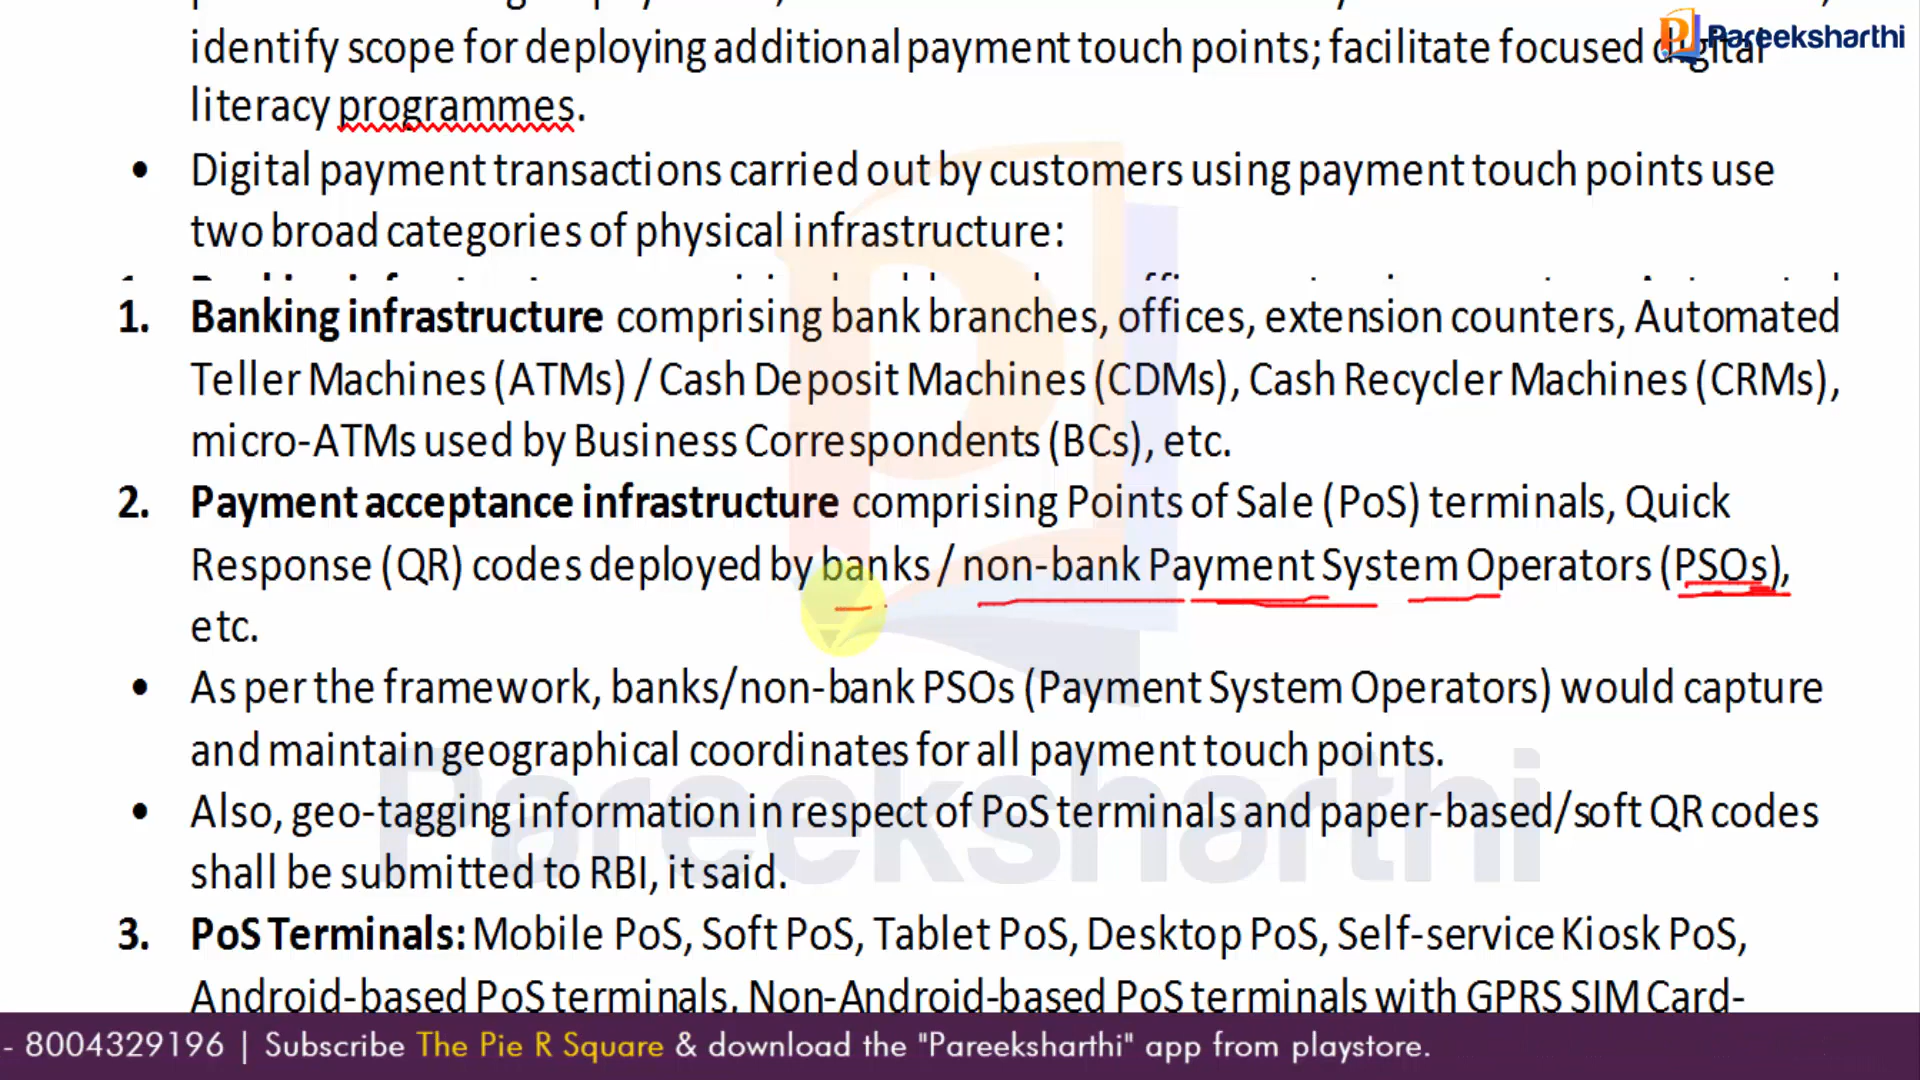 Pareeksharthi
identify scope for deploying additional payment touch points; facilitate focused digital
literacy programmes.
• Digital payment transactions carried out by customers using payment touch points use
two broad categories of physical infrastructure:
1. Banking infrastructure comprising bank branches, offices, extension counters, Automated
Teller Machines (ATMs) / Cash Deposit Machines (CDMs), Cash Recycler Machines (CRMs),
micro-ATMs used by Business Correspondents (BCs), etc.
2. Payment acceptance infrastructure comprising Points of Sale (PoS) terminals, Quick
Response (QR) codes deployed by banks / non-bank Payment System Operators (PSOs),
etc.
• As per the framework, banks/non-bank PSOs (Payment System Operators) would capture
and maintain geographical coordinates for all payment touch points.
• Also, geo-tagging information in respect of PoS terminals and paper-based/soft QR codes
shall be submitted to RBI, it said.
Pareeksharthi
3. PoS Terminals: Mobile PoS, Soft PoS, Tablet PoS, Desktop PoS, Self-service Kiosk PoS,
Android-based PoS terminals, Non-Android-based PoS terminals with GPRS SIM Card-
- 8004329196 | Subscribe The Pie R Square & download the "Pareeksharthi" app from playstore.